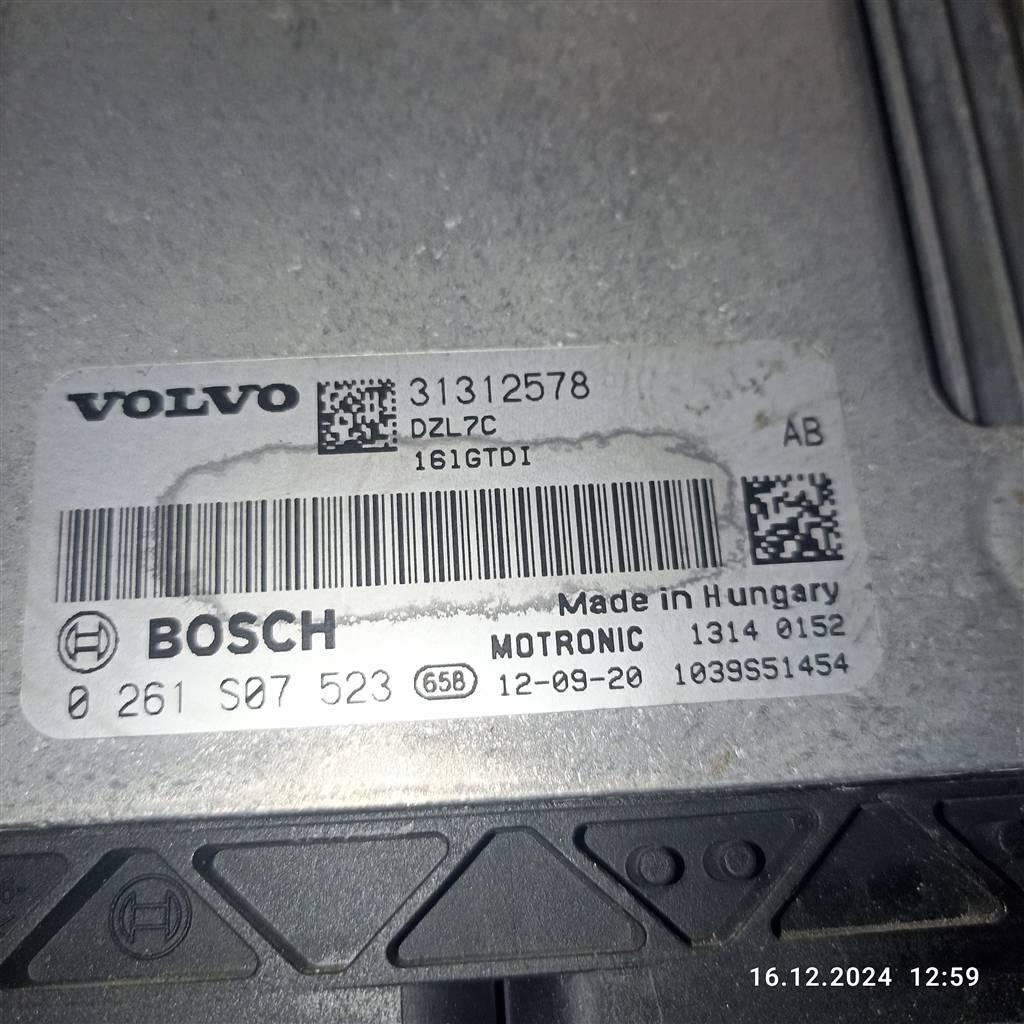 VOLVO 31312578
DZL7C
161GTDI
AB
Made in Hungary
BOSCH MOTRONIC 1314 0152
0 261 S07 523 65B 12-09-20 1039S51454
16.12.2024 12:59